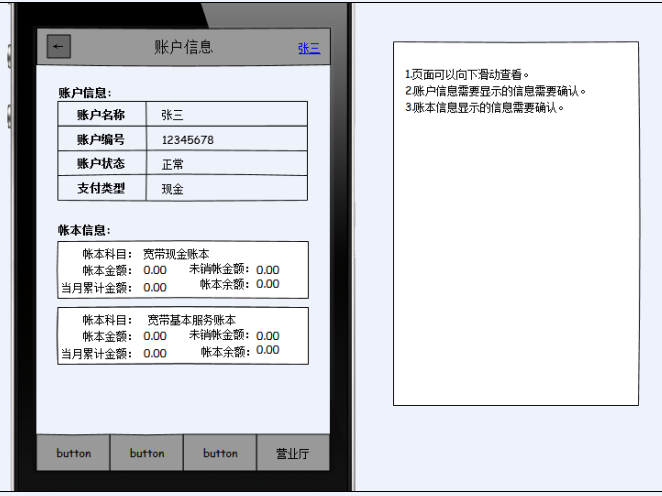 ← 账户信息 张三
账户信息:
账户名称 张三
账户编号 12345678
账户状态 正常
支付类型 现金
帐本信息:
帐本科目: 宽带现金账本
帐本金额: 0.00 未销帐金额: 0.00
当月累计金额: 0.00 帐本余额: 0.00
帐本科目: 宽带基本服务账本
帐本金额: 0.00 未销帐金额: 0.00
当月累计金额: 0.00 帐本余额: 0.00
button button button 营业厅
1.页面可以向下滑动查看。
2.账户信息需要显示的信息需要确认。
3.账本信息显示的信息需要确认。